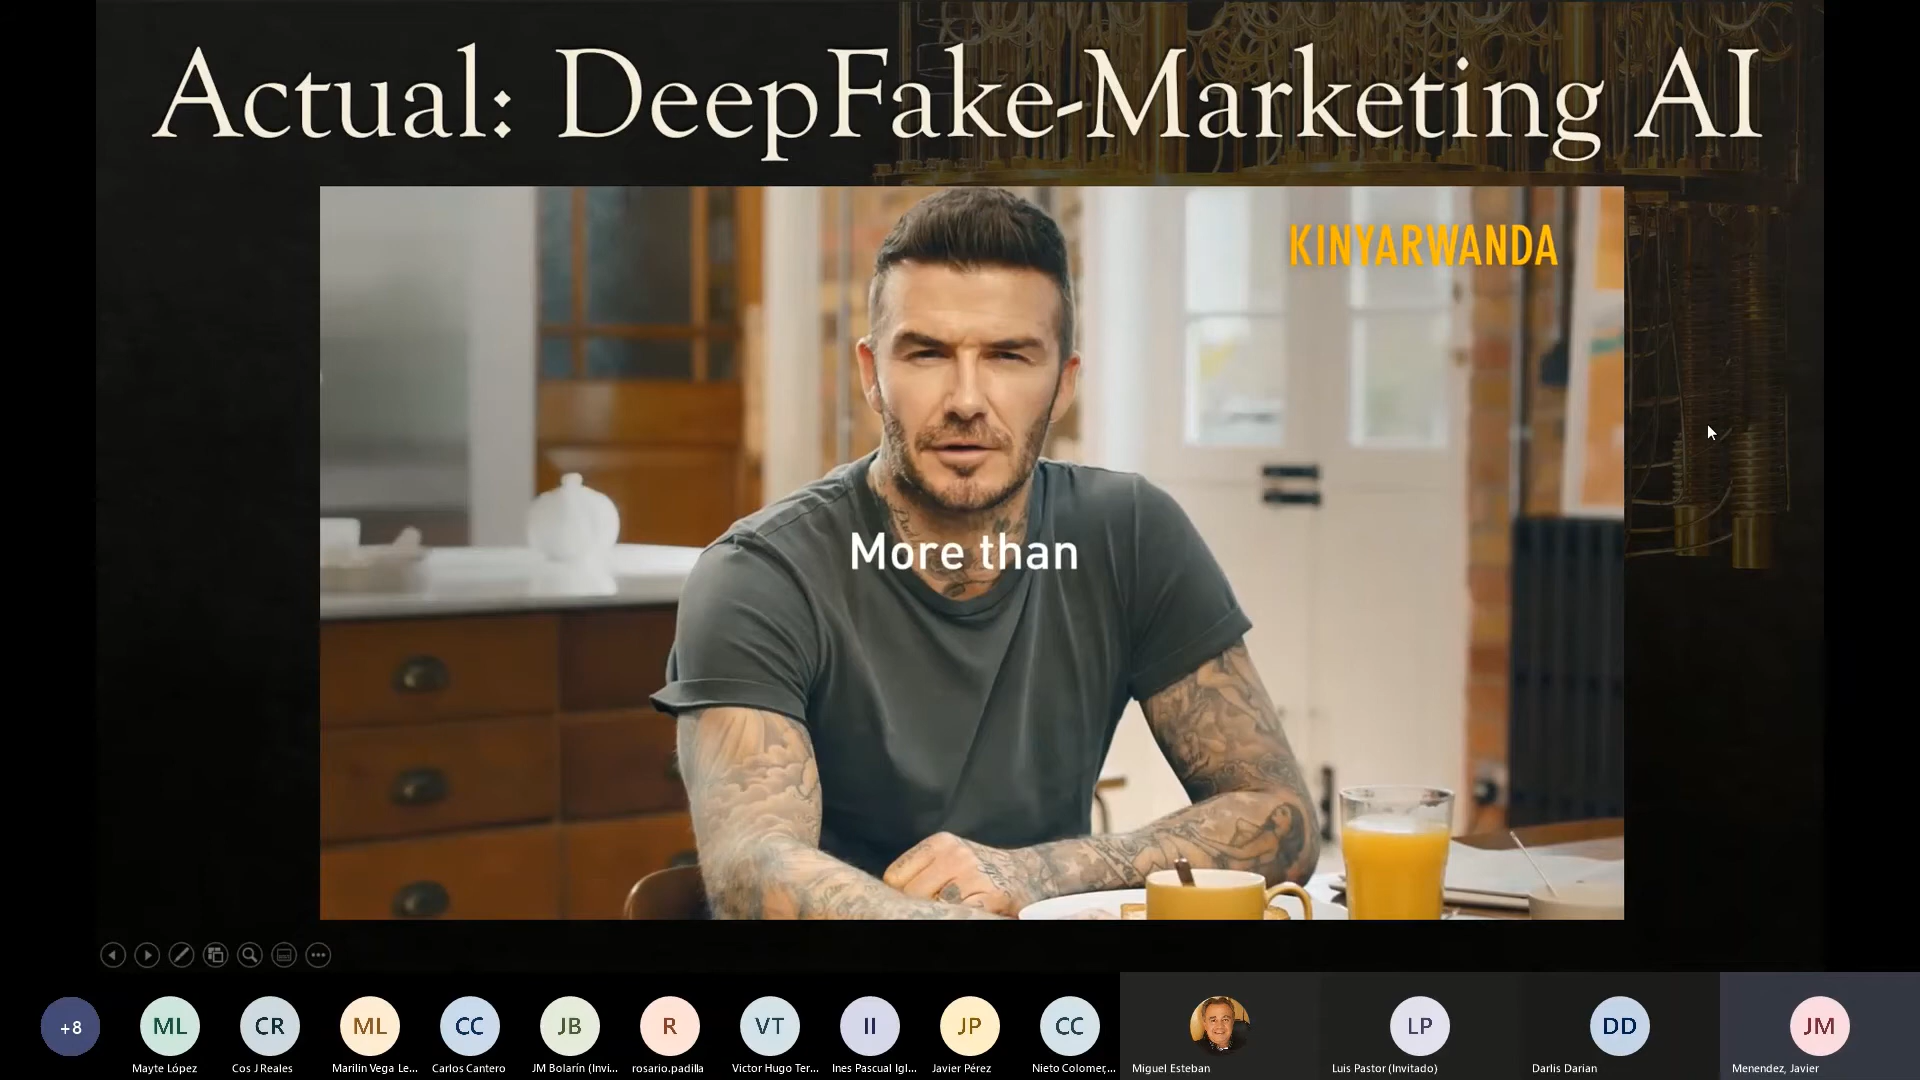 Actual: DeepFake-Marketing AI
KINYARWANDA
More than
+8
ML
CR
ML
CC
JB
R
VT
II
JP
CC
LP
DD
JM
Mayte López
Cos J Reales
Marilin Vega Le...
Carlos Cantero
JM Bolarín (Invi...
rosario.padilla
Victor Hugo Ter...
Ines Pascual Igl...
Javier Pérez
Nieto Colomer,...
Miguel Esteban
Luis Pastor (Invitado)
Darlis Darian
Menendez, Javier